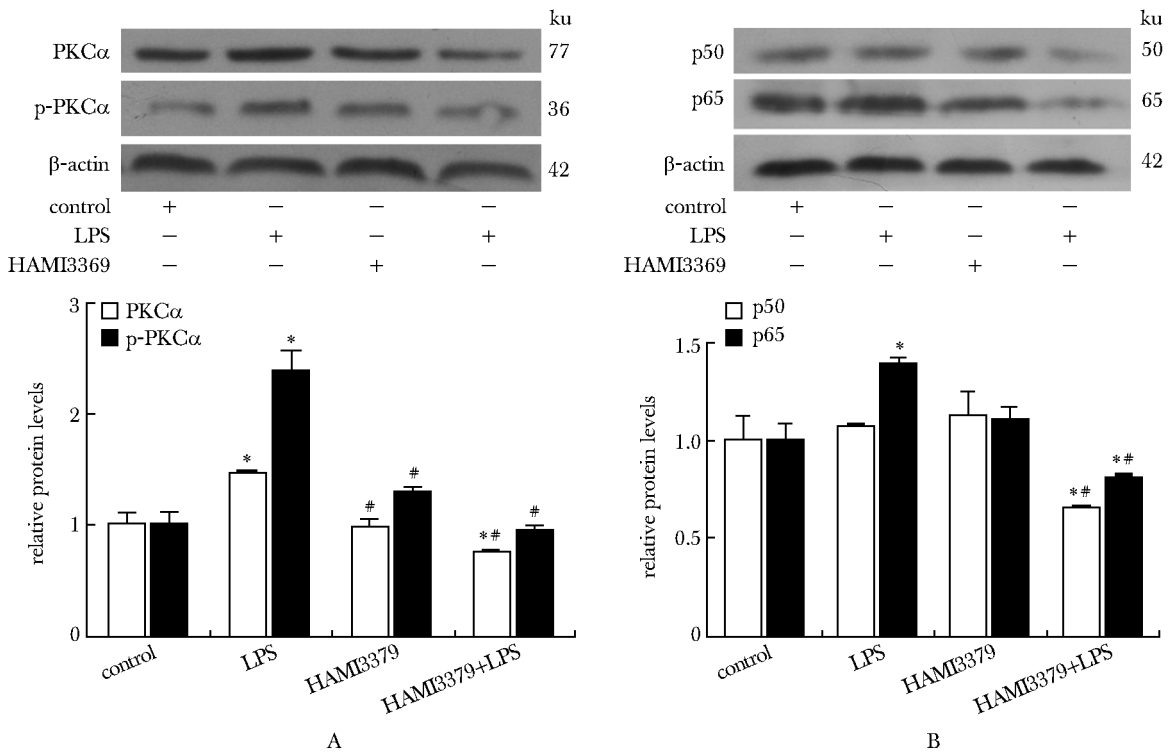 ku
PKCα
77
p-PKCα
36
β-actin
42
control + − − −
LPS − + − +
HAMI3369 − − + −
3
2
1
0
relative protein levels
PKCα
p-PKCα
*
*
#
#
*#
#
control
LPS
HAMI3379
HAMI3379+LPS
A
ku
p50
50
p65
65
β-actin
42
control + − − −
LPS − + − +
HAMI3369 − − + −
1.5
1.0
0.5
0
relative protein levels
p50
p65
*
*#
*#
control
LPS
HAMI3379
HAMI3379+LPS
B